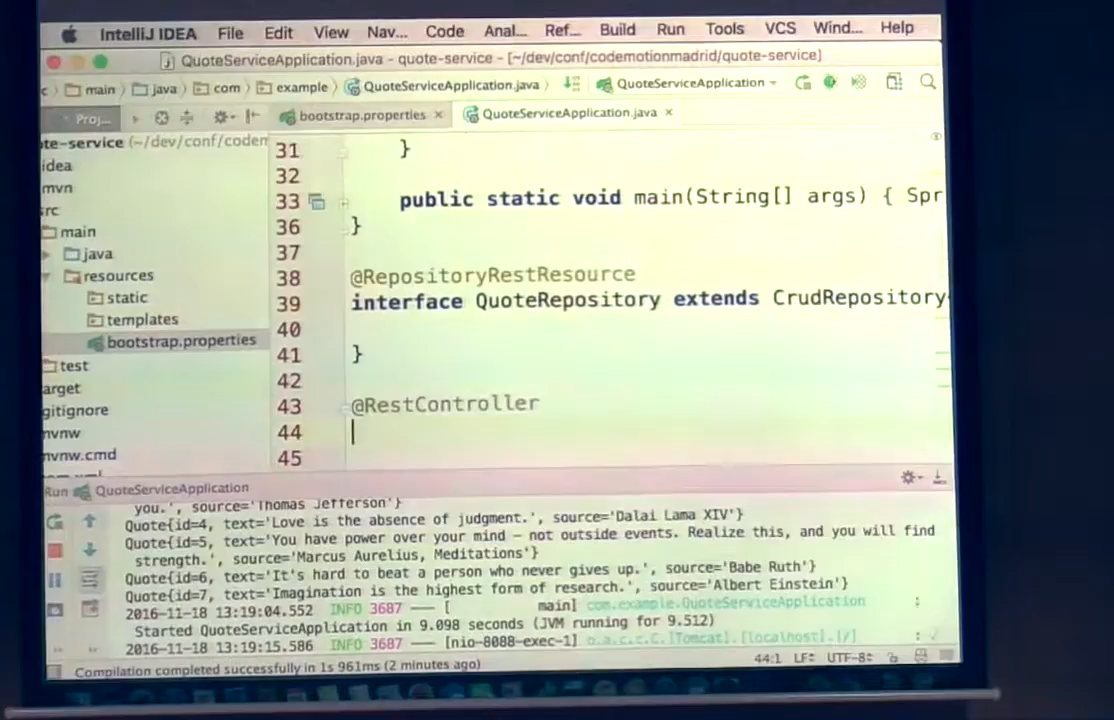 IntelliJ IDEA File Edit View Nav... Code Anal... Ref... Build Run Tools VCS Wind... Help
QuoteServiceApplication.java - quote-service - [~/dev/conf/codemotionmadrid/quote-service]
main java com example QuoteServiceApplication.java QuoteServiceApplication
Proj... bootstrap.properties × QuoteServiceApplication.java ×
te-service (~/dev/conf/codem
idea
mvn
rc
main
java
resources
static
templates
bootstrap.properties
test
arget
gitignore
nvnw
nvnw.cmd
31 }
32
33 public static void main(String[] args) { Spr
36 }
37
38 @RepositoryRestResource
39 interface QuoteRepository extends CrudRepository
40
41 }
42
43 @RestController
44
45
Run QuoteServiceApplication
you.', source='Thomas Jefferson'}
Quote{id=4, text='Love is the absence of judgment.', source='Dalai Lama XIV'}
Quote{id=5, text='You have power over your mind — not outside events. Realize this, and you will find
strength.', source='Marcus Aurelius, Meditations'}
Quote{id=6, text='It's hard to beat a person who never gives up.', source='Babe Ruth'}
Quote{id=7, text='Imagination is the highest form of research.', source='Albert Einstein'}
2016-11-18 13:19:04.552 INFO 3687 --- [ main] com.example.QuoteServiceApplication :
Started QuoteServiceApplication in 9.098 seconds (JVM running for 9.512)
2016-11-18 13:19:15.586 INFO 3687 --- [nio-8088-exec-1] o.a.c.c.C.[Tomcat].[localhost].[/] :
Compilation completed successfully in 1s 961ms (2 minutes ago) 44:1 LF÷ UTF-8÷